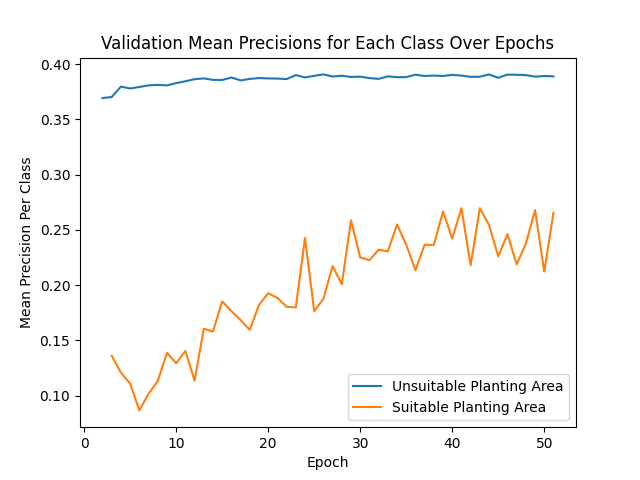 Validation Mean Precisions for Each Class Over Epochs
0.40
0.35
0.30
0.25
0.20
0.15
0.10
Mean Precision Per Class
Unsuitable Planting Area
Suitable Planting Area
0 10 20 30 40 50
Epoch